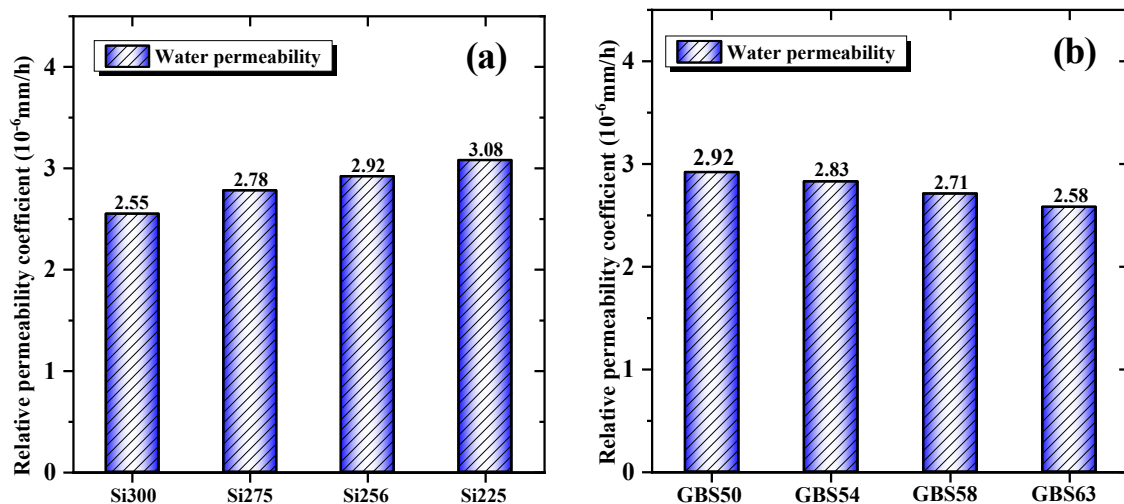 Relative permeability coefficient (10⁻⁶mm/h)
Water permeability
(a)
4
3
2
1
0
2.55
2.78
2.92
3.08
Si300
Si275
Si256
Si225
Relative permeability coefficient (10⁻⁶mm/h)
Water permeability
(b)
4
3
2
1
0
2.92
2.83
2.71
2.58
GBS50
GBS54
GBS58
GBS63